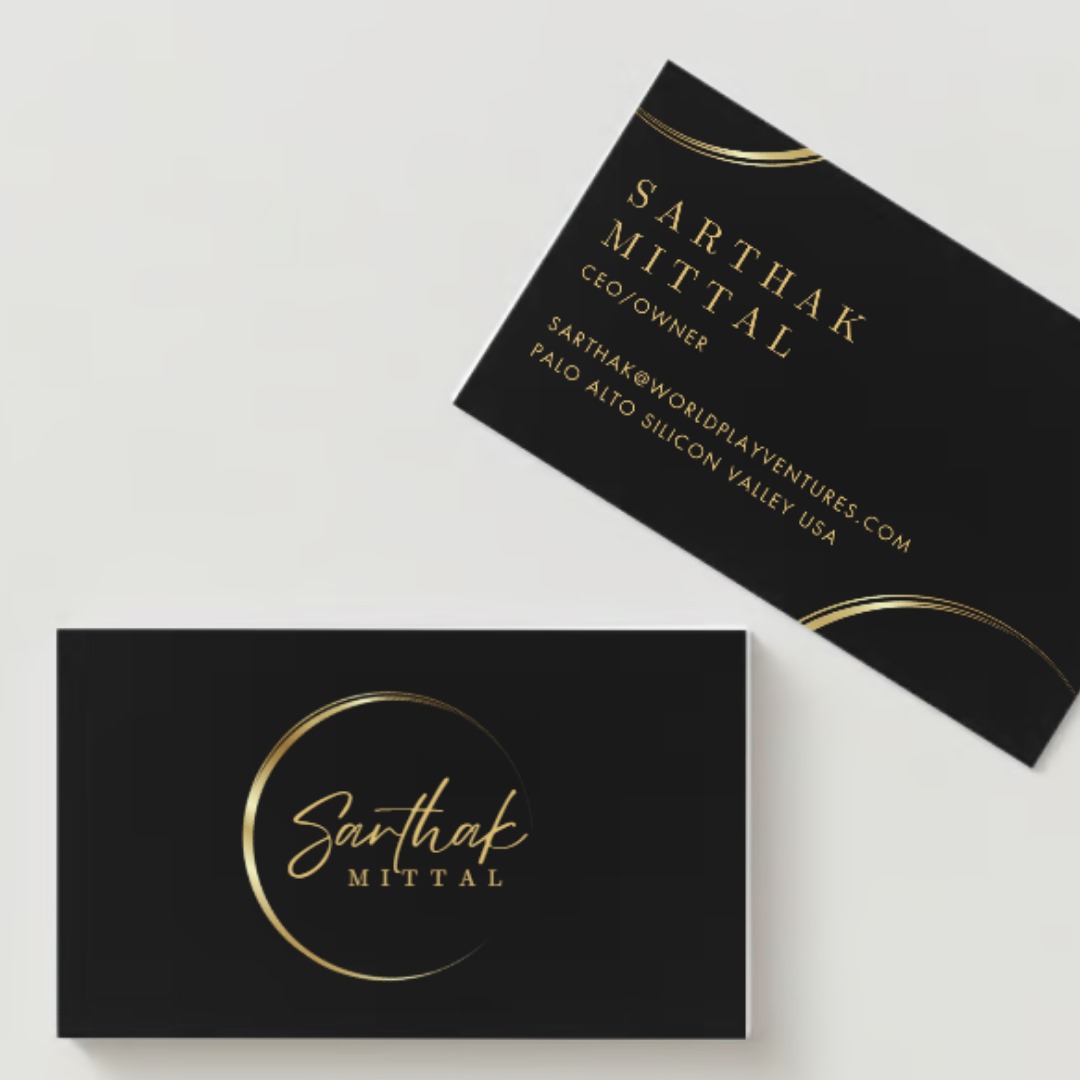 SARTHAK
MITTAL
CEO/OWNER
SARTHAK@WORLDPLAYVENTURES.COM
PALO ALTO SILICON VALLEY USA
Sarthak
MITTAL